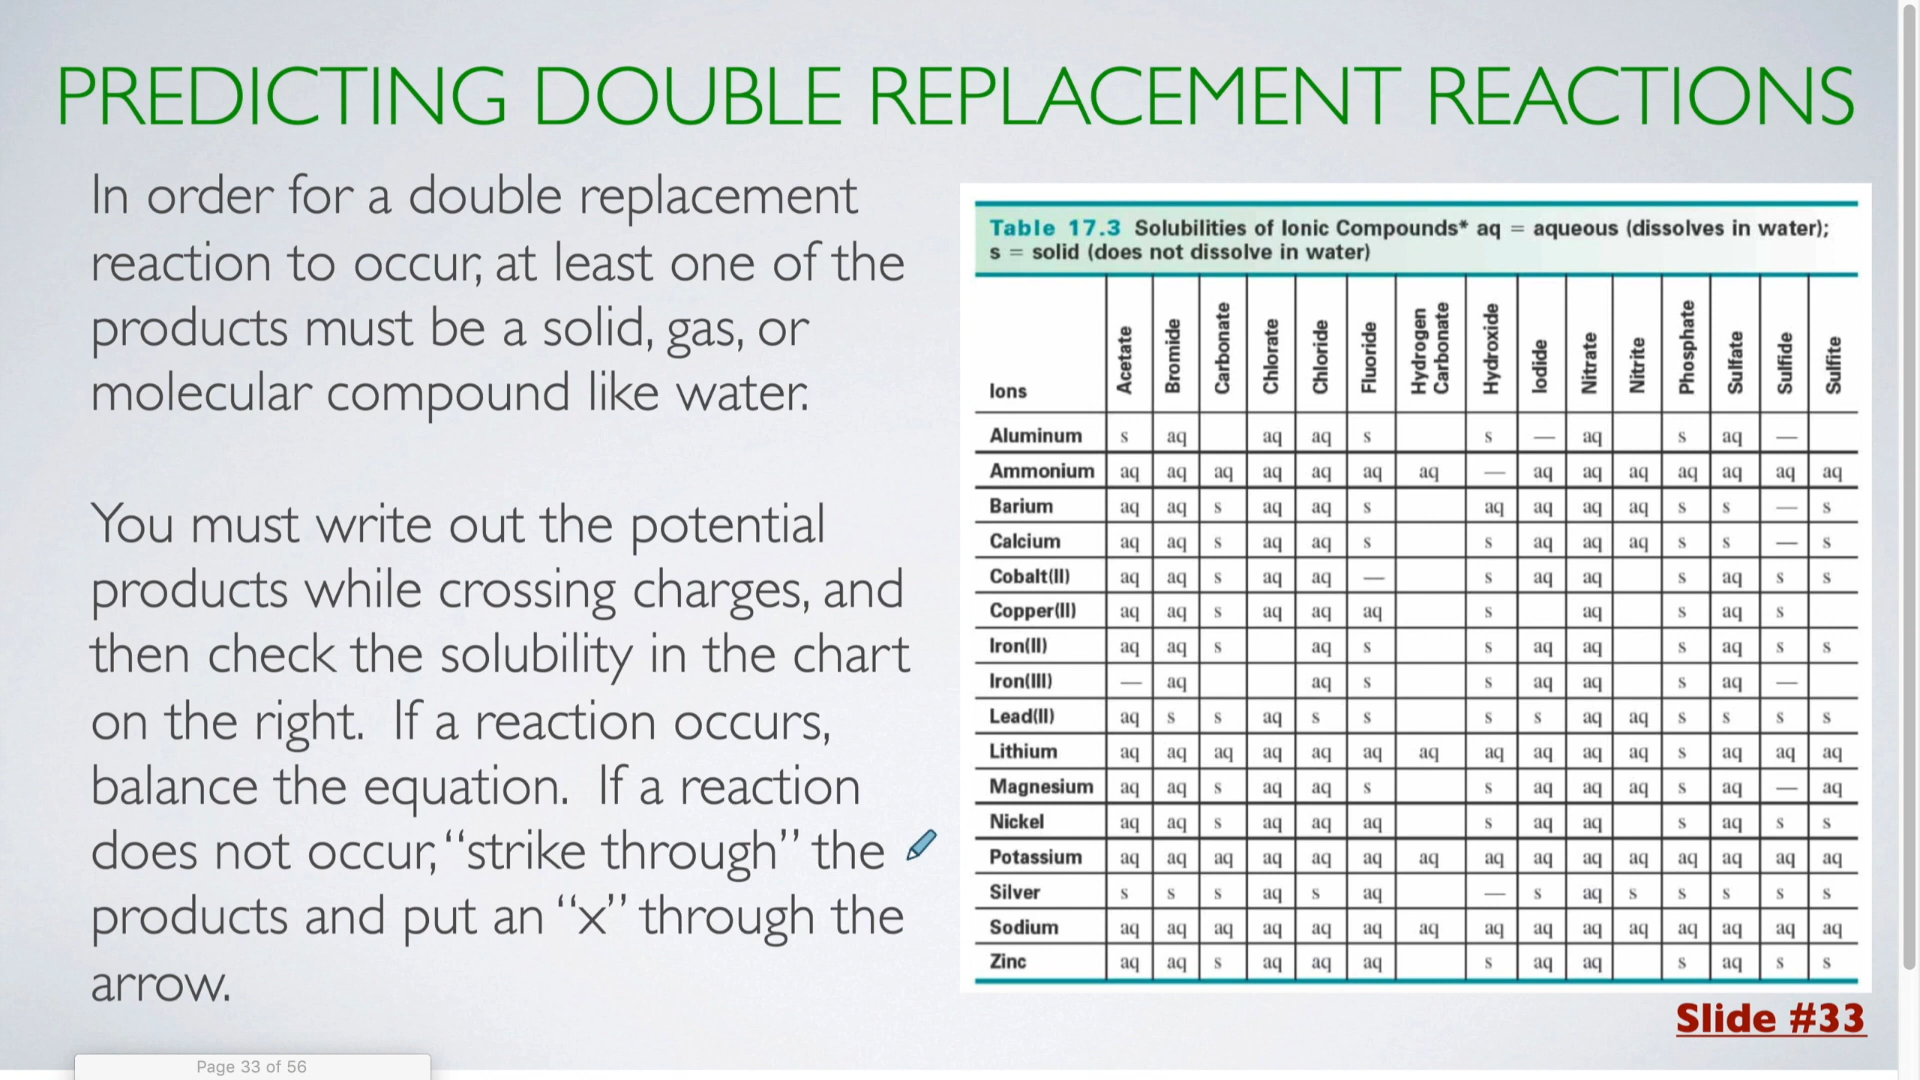 PREDICTING DOUBLE REPLACEMENT REACTIONS
In order for a double replacement
reaction to occur, at least one of the
products must be a solid, gas, or
molecular compound like water.
You must write out the potential
products while crossing charges, and
then check the solubility in the chart
on the right.  If a reaction occurs,
balance the equation.  If a reaction
does not occur, “strike through” the
products and put an “x” through the
arrow.
Table 17.3 Solubilities of Ionic Compounds* aq = aqueous (dissolves in water);
s = solid (does not dissolve in water)
Ions Acetate Bromide Carbonate Chlorate Chloride Fluoride Hydrogen Carbonate Hydroxide Iodide Nitrate Nitrite Phosphate Sulfate Sulfide Sulfite
Aluminum s aq aq aq s s — aq s aq —
Ammonium aq aq aq aq aq aq aq — aq aq aq aq aq aq aq
Barium aq aq s aq aq s aq aq aq aq s s — s
Calcium aq aq s aq aq s s aq aq aq s s — s
Cobalt(II) aq aq s aq aq — s aq aq s aq s s
Copper(II) aq aq s aq aq aq s aq s aq s
Iron(II) aq aq s aq s s aq aq s aq s s
Iron(III) — aq aq s s aq aq s aq —
Lead(II) aq s s aq s s s s aq aq s s s s
Lithium aq aq aq aq aq aq aq aq aq aq aq s aq aq aq
Magnesium aq aq s aq aq s s aq aq aq s aq — aq
Nickel aq aq s aq aq aq s aq aq s aq s s
Potassium aq aq aq aq aq aq aq aq aq aq aq aq aq aq aq
Silver s s s aq s aq — s aq s s s s s
Sodium aq aq aq aq aq aq aq aq aq aq aq aq aq aq aq
Zinc aq aq s aq aq aq s aq aq s aq s s
Slide #33
Page 33 of 56